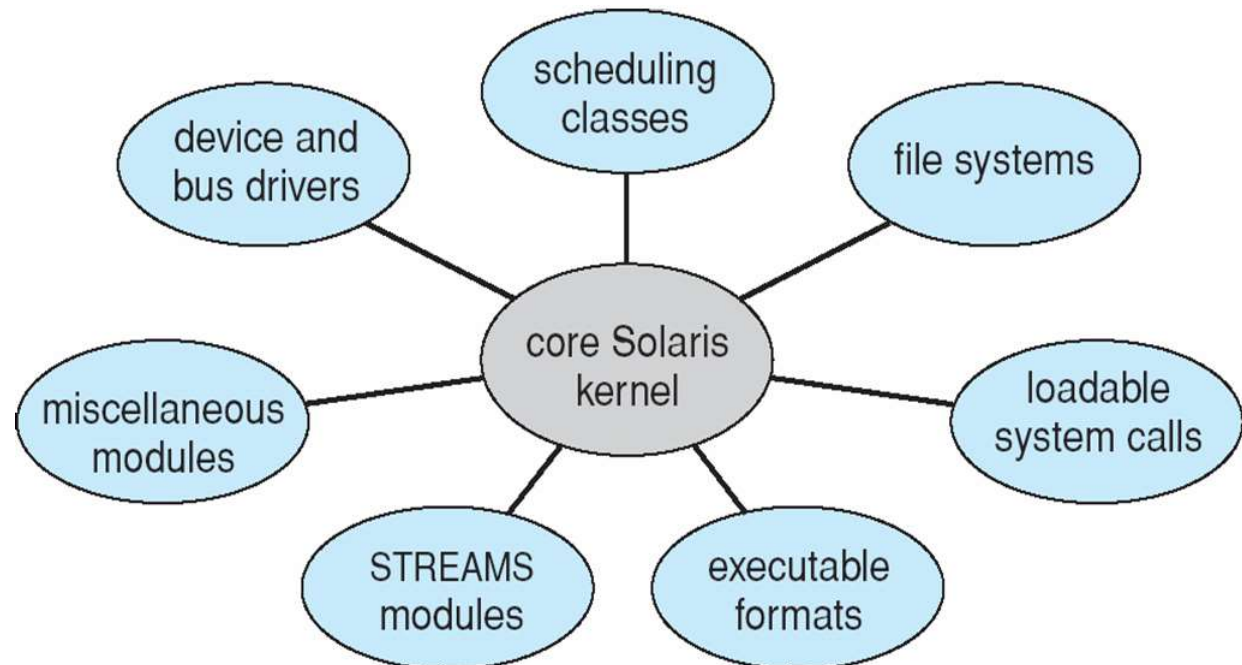 scheduling
classes
device and
bus drivers
file systems
core Solaris
kernel
miscellaneous
modules
loadable
system calls
STREAMS
modules
executable
formats